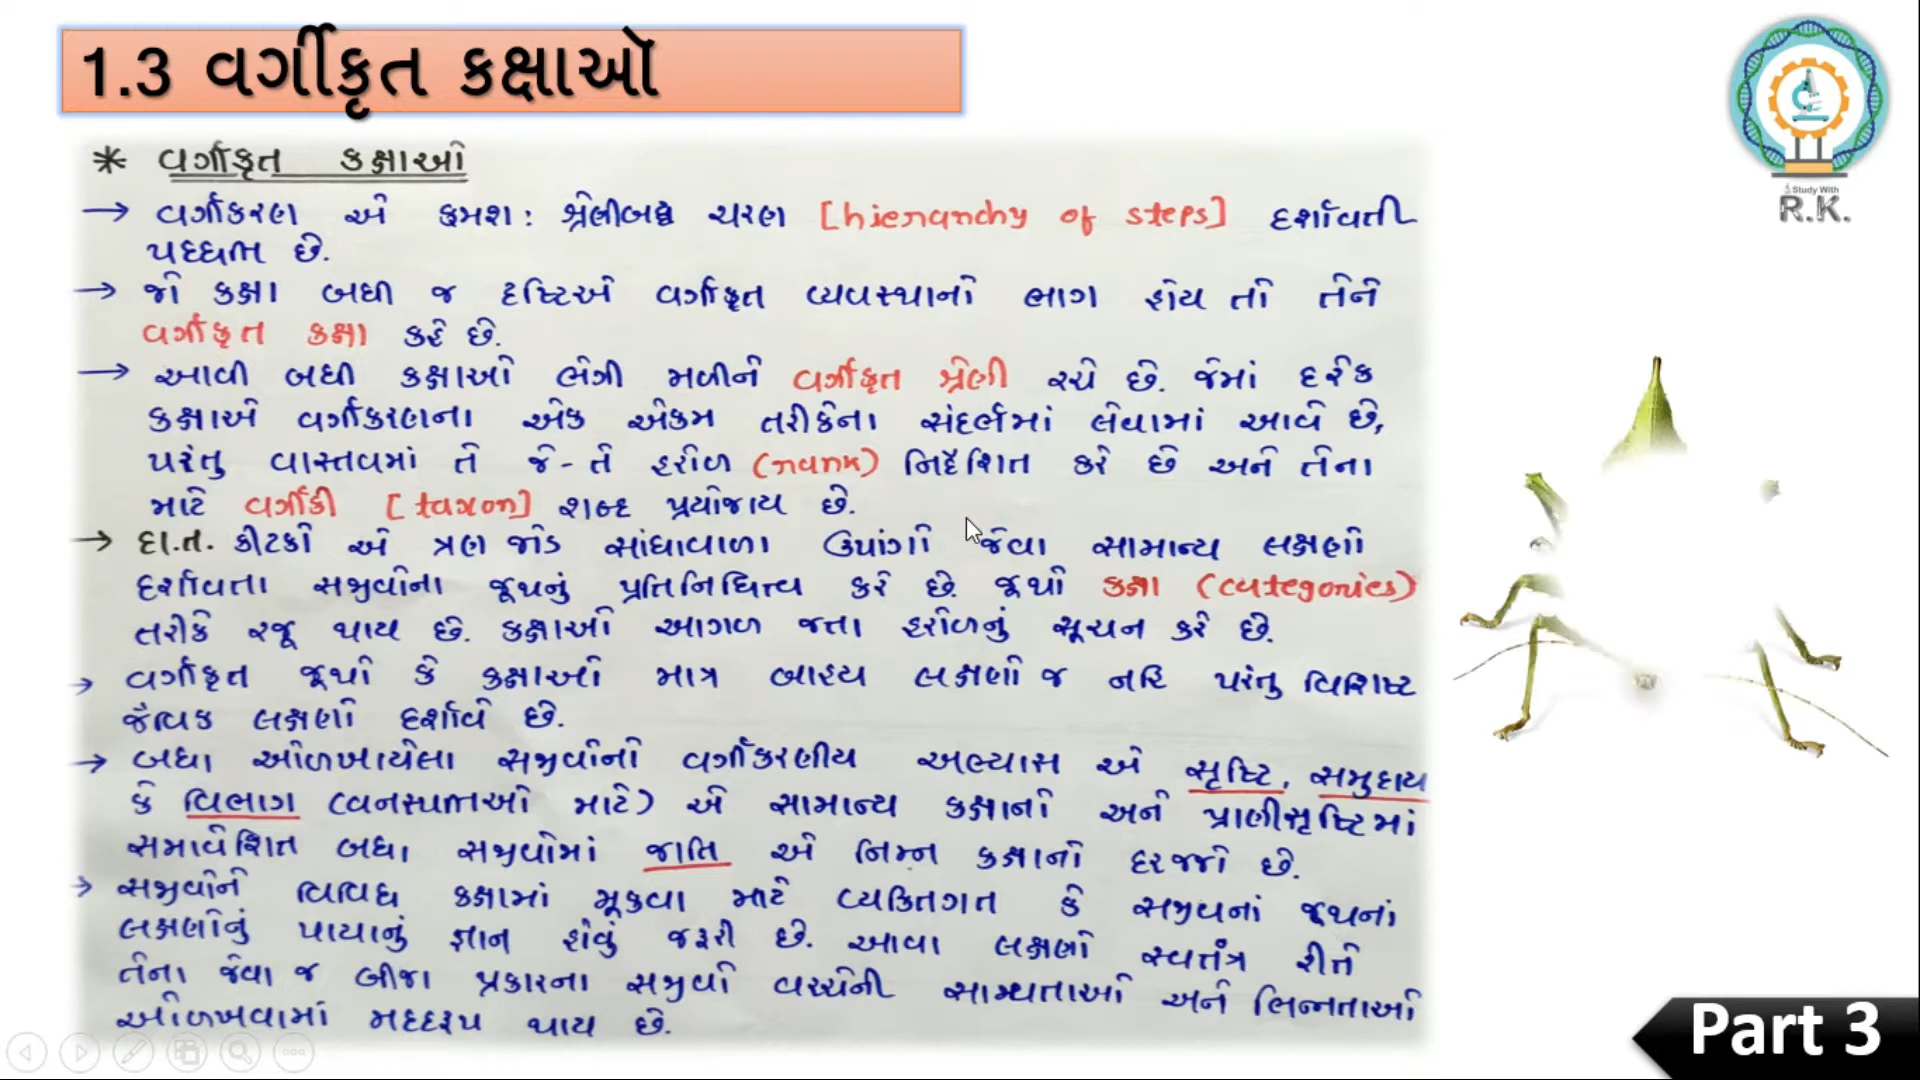 1.3 વર્ગીકૃત કક્ષાઓ
Study With
R.K.
* વર્ગીકૃત કક્ષાઓ
→ વર્ગીકરણ એ ક્રમશ: શ્રેણીબદ્ધ ચરણ [hierarchy of steps] દર્શાવતી
પદ્ધતિ છે.
→ જો કક્ષા બધી જ દૃષ્ટિએ વર્ગીકૃત વ્યવસ્થાનો ભાગ હોય તો તેને
વર્ગીકૃત કક્ષા કહે છે.
→ આવી બધી કક્ષાઓ ભેગી મળીને વર્ગીકૃત શ્રેણી રચે છે. જેમાં દરેક
કક્ષાએ વર્ગીકરણના એક એકમ તરીકેના સંદર્ભમાં લેવામાં આવે છે,
પરંતુ વાસ્તવમાં તે જે-તે હરોળ (rank) નિર્દેશિત કરે છે અને તેના
માટે વર્ગીકી [taxon] શબ્દ પ્રયોજાય છે.
→ દા.ત. કીટકો એ ત્રણ જોડ સાંધાવાળા ઉપાંગો જેવા સામાન્ય લક્ષણો
દર્શાવતા સજીવોના જૂથનું પ્રતિનિધિત્વ કરે છે. જૂથો કક્ષા (categories)
તરીકે રજૂ થાય છે. કક્ષાઓ આગળ જતા હરોળનું સૂચન કરે છે.
→ વર્ગીકૃત જૂથો કે કક્ષાઓ માત્ર બાહ્ય લક્ષણો જ નહિ પરંતુ વિશિષ્ટ
જૈવિક લક્ષણો દર્શાવે છે.
→ બધા ઓળખાયેલા સજીવોનો વર્ગીકરણીય અભ્યાસ એ સૃષ્ટિ, સમુદાય
કે વિભાગ (વનસ્પતિઓ માટે) એ સામાન્ય કક્ષાનો અને પ્રાણીસૃષ્ટિમાં
સમાવેશિત બધા સજીવોમાં જાતિ એ નિમ્ન કક્ષાનો દરજ્જો છે.
→ સજીવોને વિવિધ કક્ષામાં મૂકવા માટે વ્યક્તિગત કે સજીવનાં જૂથનાં
લક્ષણોનું પાયાનું જ્ઞાન હોવું જરૂરી છે. આવા લક્ષણો સ્વતંત્ર રીતે
તેના જેવા જ બીજા પ્રકારના સજીવો વચ્ચેની સામ્યતાઓ અને ભિન્નતાઓ
ઓળખવામાં મદદરૂપ થાય છે.
Part 3